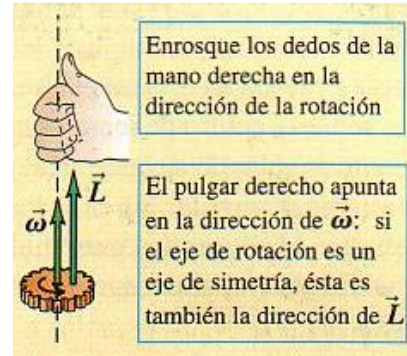 Enrosque los dedos de la
mano derecha en la
dirección de la rotación
El pulgar derecho apunta
en la dirección de ω⃗: si
el eje de rotación es un
eje de simetría, ésta es
también la dirección de L⃗
L⃗
ω⃗